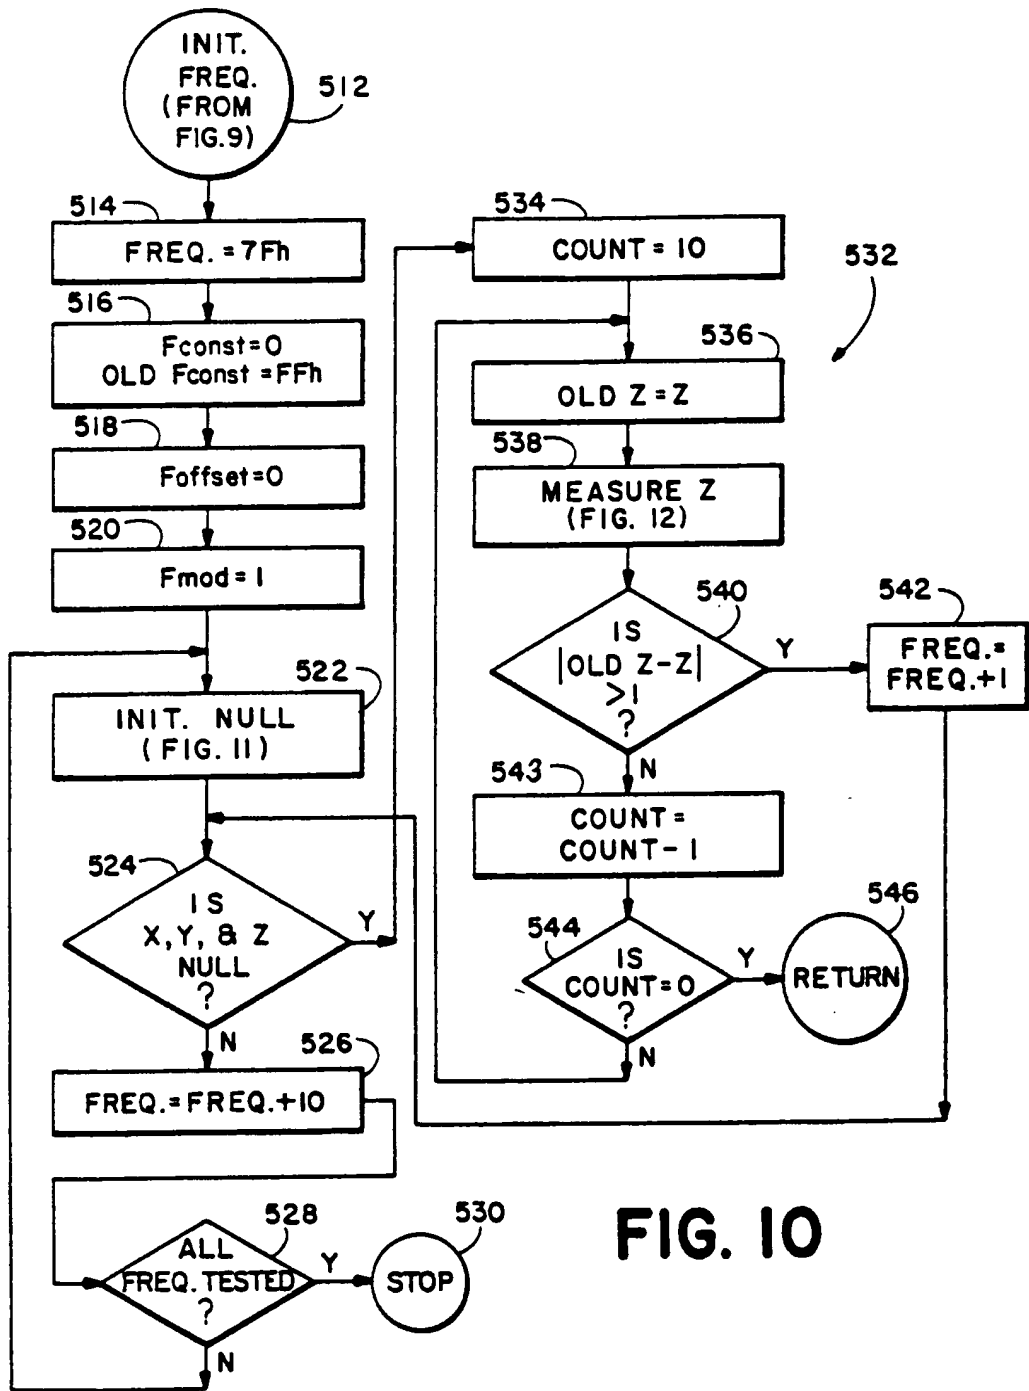 INIT.
FREQ.
(FROM
FIG.9)
512
514
FREQ. = 7Fh
516
Fconst=0
OLD Fconst =FFh
518
Foffset=0
520
Fmod=1
522
INIT. NULL
(FIG. 11)
524
IS
X,Y, & Z
NULL
?
Y
N
526
FREQ.=FREQ.+10
528
ALL
FREQ.TESTED
?
Y
N
530
STOP
532
534
COUNT=10
536
OLD Z=Z
538
MEASURE Z
(FIG. 12)
540
IS
|OLD Z-Z|
>1
?
Y
N
542
FREQ.=
FREQ.+1
543
COUNT=
COUNT-1
544
IS
COUNT=0
?
Y
N
546
RETURN
FIG. 10